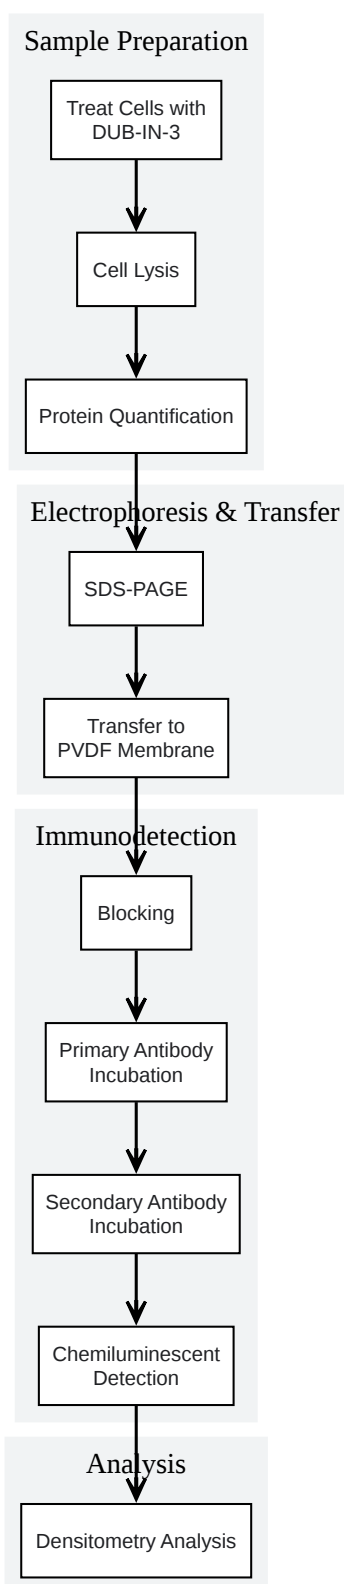 Sample Preparation
Treat Cells with
DUB-IN-3
Cell Lysis
Protein Quantification
Electrophoresis & Transfer
SDS-PAGE
Transfer to
PVDF Membrane
Immunodetection
Blocking
Primary Antibody
Incubation
Secondary Antibody
Incubation
Chemiluminescent
Detection
Analysis
Densitometry Analysis